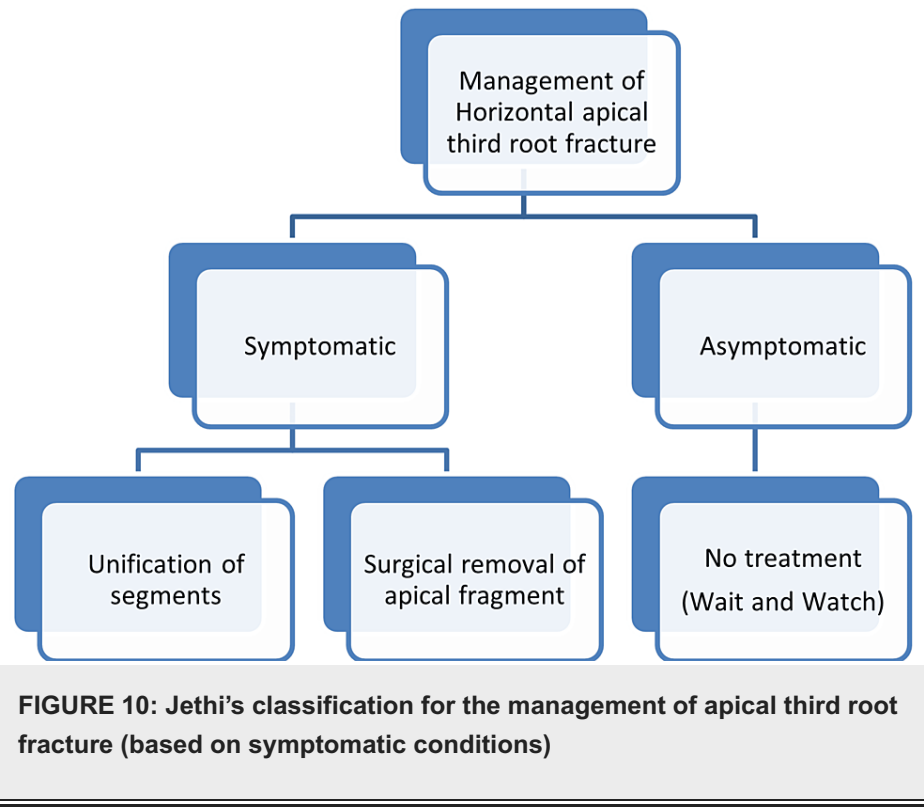 Management of
Horizontal apical
third root fracture
Symptomatic
Asymptomatic
Unification of
segments
Surgical removal of
apical fragment
No treatment
(Wait and Watch)
FIGURE 10: Jethi’s classification for the management of apical third root
fracture (based on symptomatic conditions)